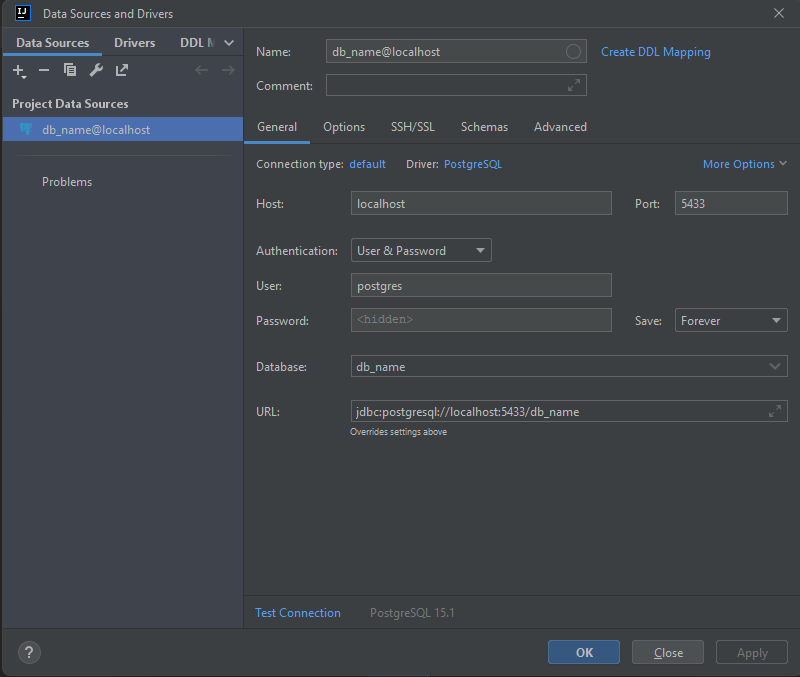 IJ Data Sources and Drivers
Data Sources Drivers DDL M
Project Data Sources
db_name@localhost
Problems
Name: db_name@localhost Create DDL Mapping
Comment:
General Options SSH/SSL Schemas Advanced
Connection type: default Driver: PostgreSQL More Options
Host: localhost Port: 5433
Authentication: User & Password
User: postgres
Password: <hidden> Save: Forever
Database: db_name
URL: jdbc:postgresql://localhost:5433/db_name
Overrides settings above
Test Connection PostgreSQL 15.1
? OK Close Apply